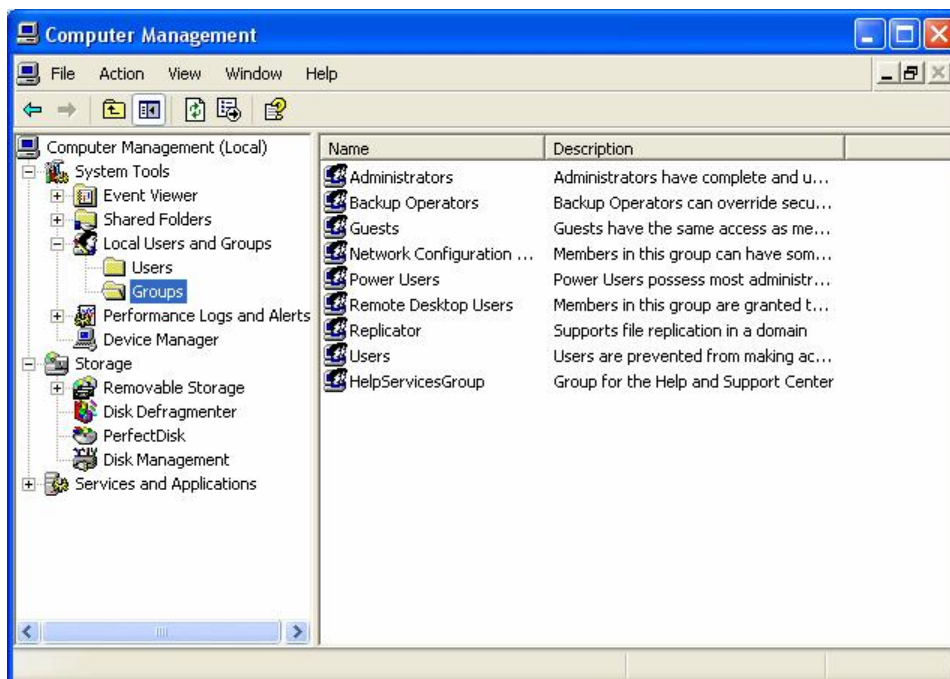 Computer Management
File Action View Window Help
Computer Management (Local)
System Tools
Event Viewer
Shared Folders
Local Users and Groups
Users
Groups
Performance Logs and Alerts
Device Manager
Storage
Removable Storage
Disk Defragmenter
PerfectDisk
Disk Management
Services and Applications
Name Description
Administrators Administrators have complete and u...
Backup Operators Backup Operators can override secu...
Guests Guests have the same access as me...
Network Configuration ... Members in this group can have som...
Power Users Power Users possess most administr...
Remote Desktop Users Members in this group are granted t...
Replicator Supports file replication in a domain
Users Users are prevented from making ac...
HelpServicesGroup Group for the Help and Support Center